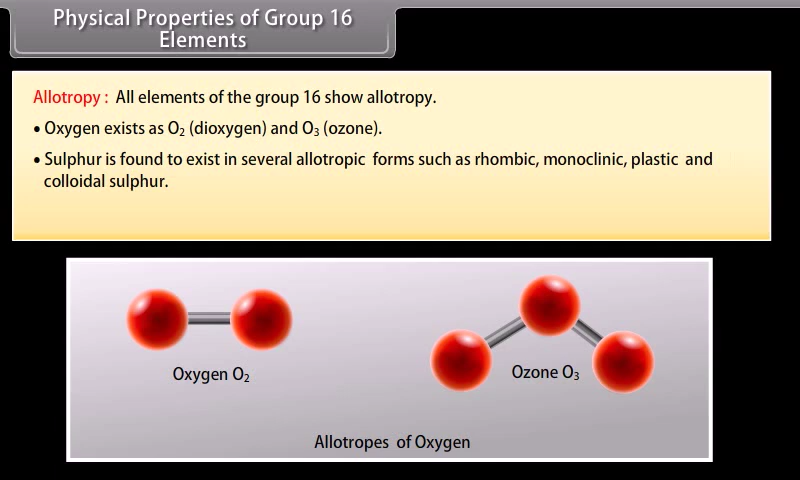 Physical Properties of Group 16
Elements
Allotropy : All elements of the group 16 show allotropy.
• Oxygen exists as O₂ (dioxygen) and O₃ (ozone).
• Sulphur is found to exist in several allotropic forms such as rhombic, monoclinic, plastic and
colloidal sulphur.
Oxygen O₂
Ozone O₃
Allotropes of Oxygen